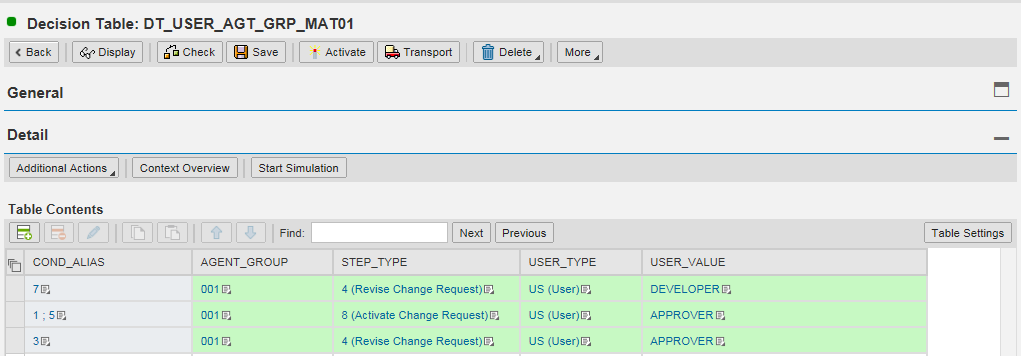 Decision Table: DT_USER_AGT_GRP_MAT01
Back Display Check Save Activate Transport Delete More
General
Detail
Additional Actions Context Overview Start Simulation
Table Contents
Find: Next Previous Table Settings
COND_ALIAS AGENT_GROUP STEP_TYPE USER_TYPE USER_VALUE
7 001 4 (Revise Change Request) US (User) DEVELOPER
1 ; 5 001 8 (Activate Change Request) US (User) APPROVER
3 001 4 (Revise Change Request) US (User) APPROVER